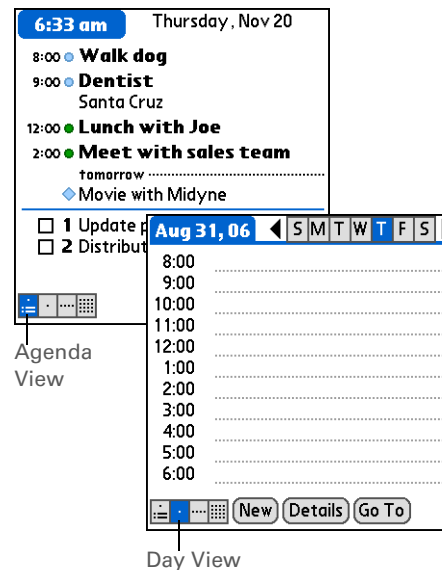 6:33 am Thursday, Nov 20
8:00 Walk dog
9:00 Dentist
Santa Cruz
12:00 Lunch with Joe
2:00 Meet with sales team
tomorrow
Movie with Midyne
1 Update p
2 Distribut
Agenda
View
Aug 31, 06 S M T W T F S
8:00
9:00
10:00
11:00
12:00
1:00
2:00
3:00
4:00
5:00
6:00
New Details Go To
Day View